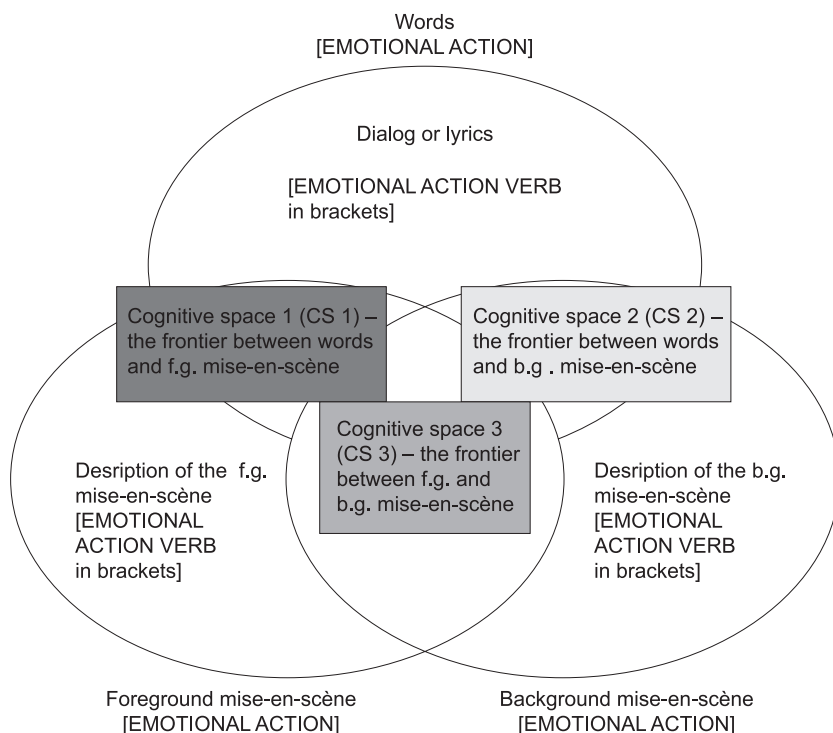 Words
[EMOTIONAL ACTION]
Dialog or lyrics
[EMOTIONAL ACTION VERB
in brackets]
Cognitive space 1 (CS 1) –
the frontier between words
and f.g. mise-en-scène
Cognitive space 2 (CS 2) –
the frontier between words
and b.g . mise-en-scène
Cognitive space 3
(CS 3) – the frontier
between f.g. and
b.g. mise-en-scène
Desription of the f.g.
mise-en-scène
[EMOTIONAL
ACTION VERB
in brackets]
Desription of the b.g.
mise-en-scène
[EMOTIONAL
ACTION VERB
in brackets]
Foreground mise-en-scène
[EMOTIONAL ACTION]
Background mise-en-scène
[EMOTIONAL ACTION]